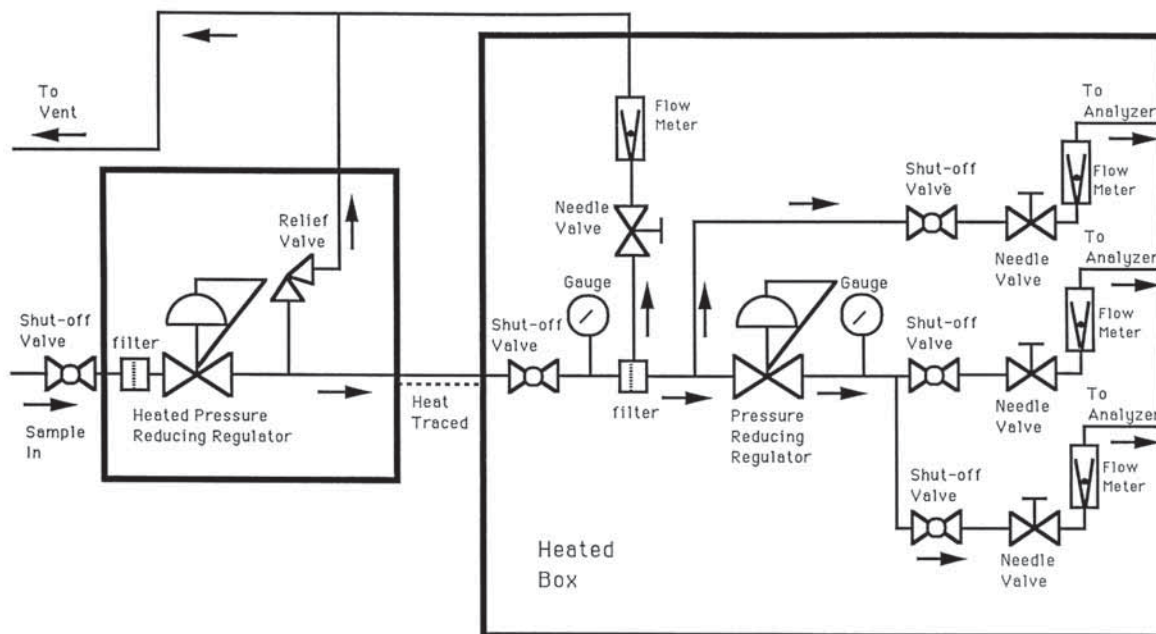 To
Vent
Flow
Meter
To
Analyzer
Shut-off
Valve
Flow
Meter
Relief
Valve
Needle
Valve
Needle
Valve
To
Analyzer
Gauge
Gauge
Shut-off
Valve
filter
Shut-off
Valve
Shut-off
Valve
Flow
Meter
Sample
In
Heated Pressure
Reducing Regulator
Heat
Traced
filter
Pressure
Reducing
Regulator
Needle
Valve
To
Analyzer
Shut-off
Valve
Flow
Meter
Heated
Box
Needle
Valve